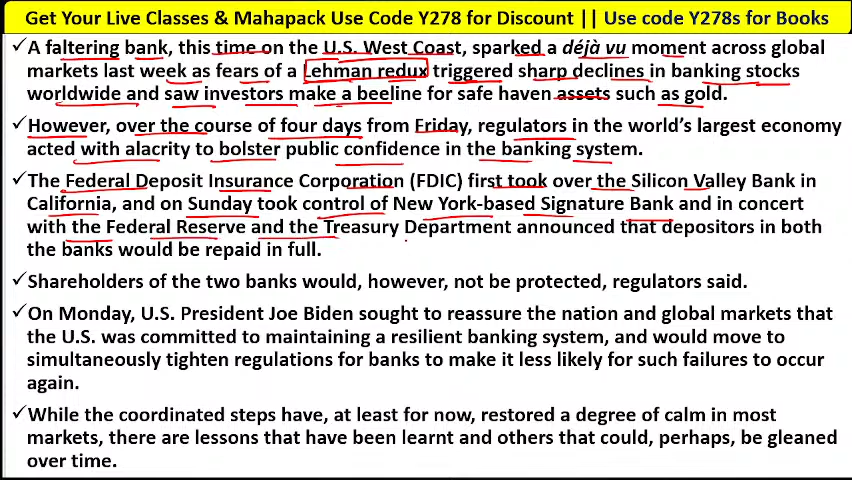 Get Your Live Classes & Mahapack Use Code Y278 for Discount || Use code Y278s for Books
✓A faltering bank, this time on the U.S. West Coast, sparked a déjà vu moment across global
markets last week as fears of a Lehman redux triggered sharp declines in banking stocks
worldwide and saw investors make a beeline for safe haven assets such as gold.
✓However, over the course of four days from Friday, regulators in the world's largest economy
acted with alacrity to bolster public confidence in the banking system.
✓The Federal Deposit Insurance Corporation (FDIC) first took over the Silicon Valley Bank in
California, and on Sunday took control of New York-based Signature Bank and in concert
with the Federal Reserve and the Treasury Department announced that depositors in both
the banks would be repaid in full.
✓Shareholders of the two banks would, however, not be protected, regulators said.
✓On Monday, U.S. President Joe Biden sought to reassure the nation and global markets that
the U.S. was committed to maintaining a resilient banking system, and would move to
simultaneously tighten regulations for banks to make it less likely for such failures to occur
again.
✓While the coordinated steps have, at least for now, restored a degree of calm in most
markets, there are lessons that have been learnt and others that could, perhaps, be gleaned
over time.